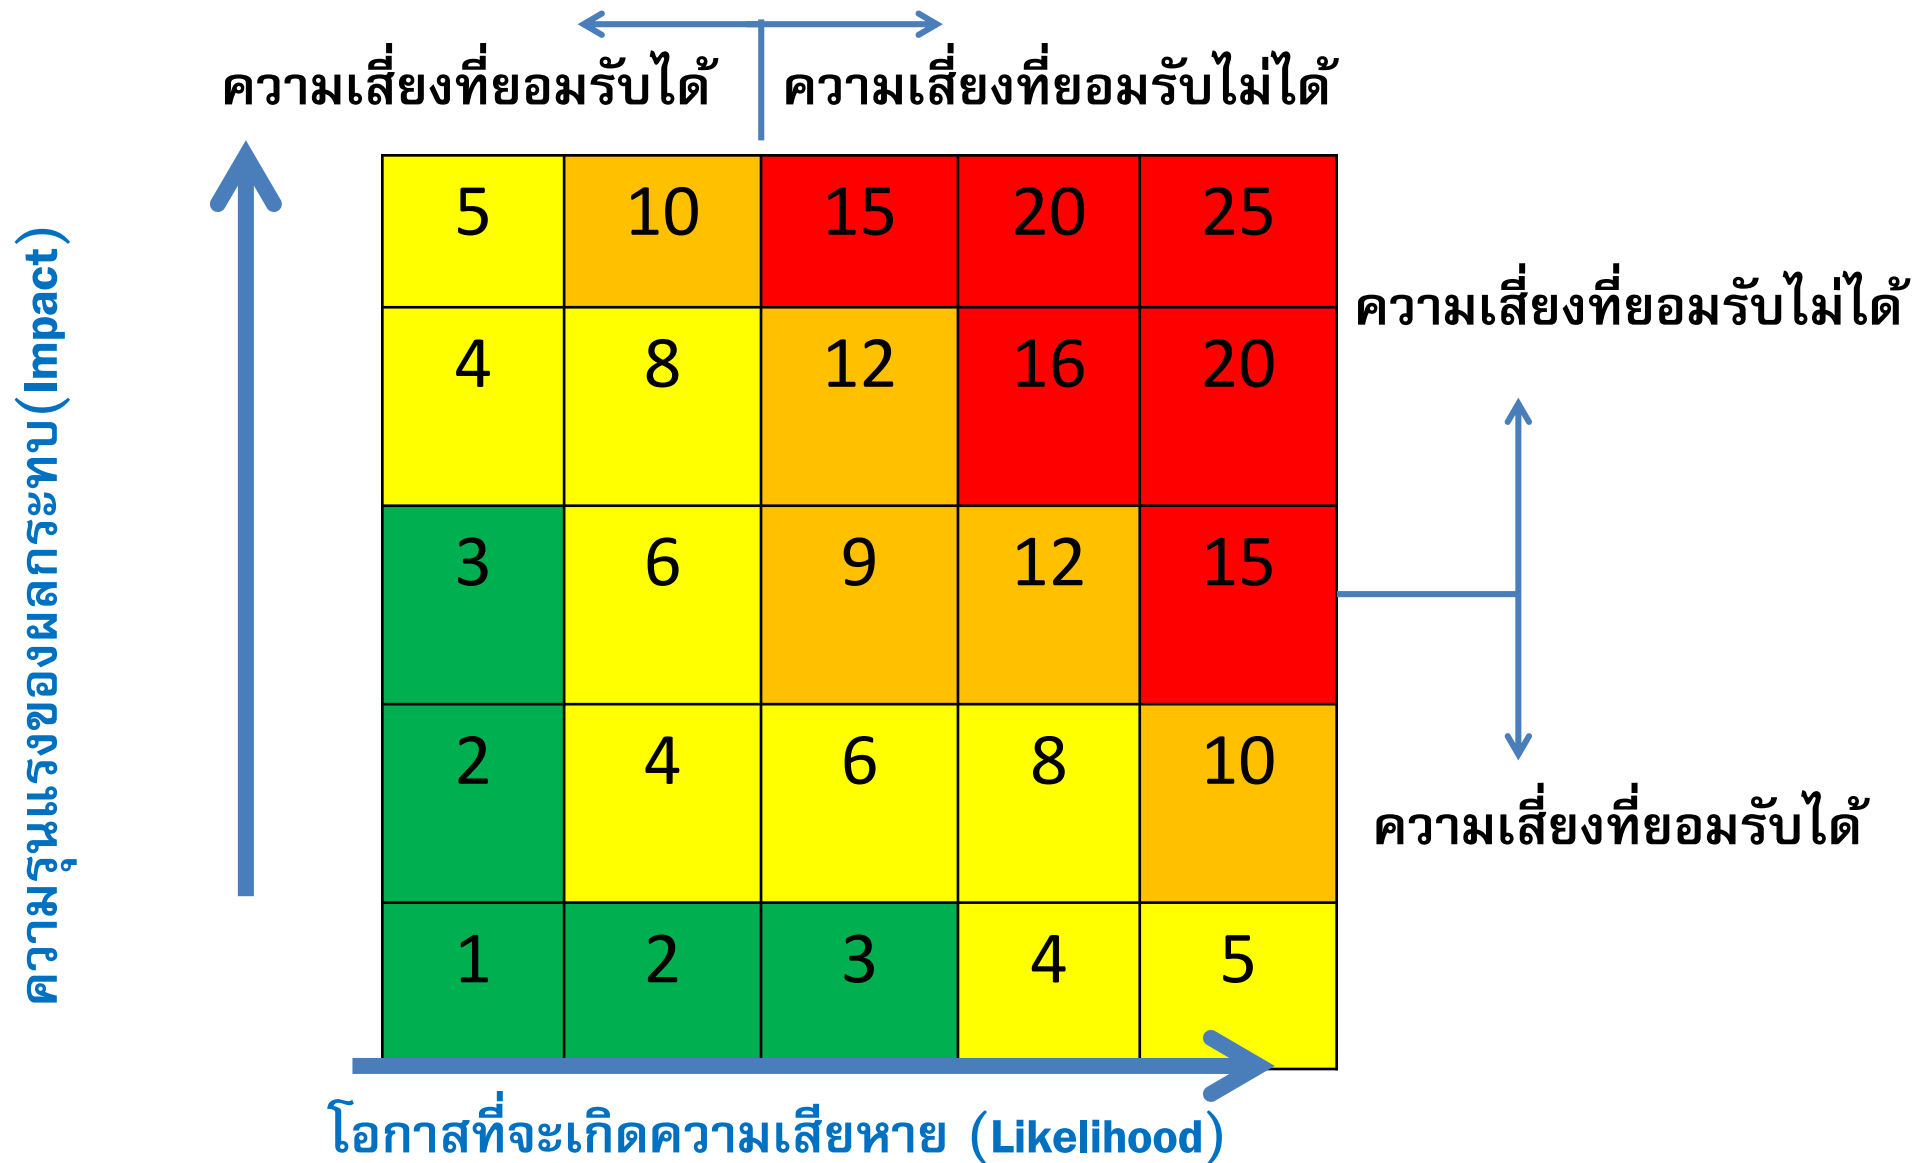 ความเสี่ยงที่ยอมรับได้ ความเสี่ยงที่ยอมรับไม่ได้
ความรุนแรงของผลกระทบ(Impact)
5 10 15 20 25
4 8 12 16 20
3 6 9 12 15
2 4 6 8 10
1 2 3 4 5
ความเสี่ยงที่ยอมรับไม่ได้
ความเสี่ยงที่ยอมรับได้
โอกาสที่จะเกิดความเสียหาย (Likelihood)